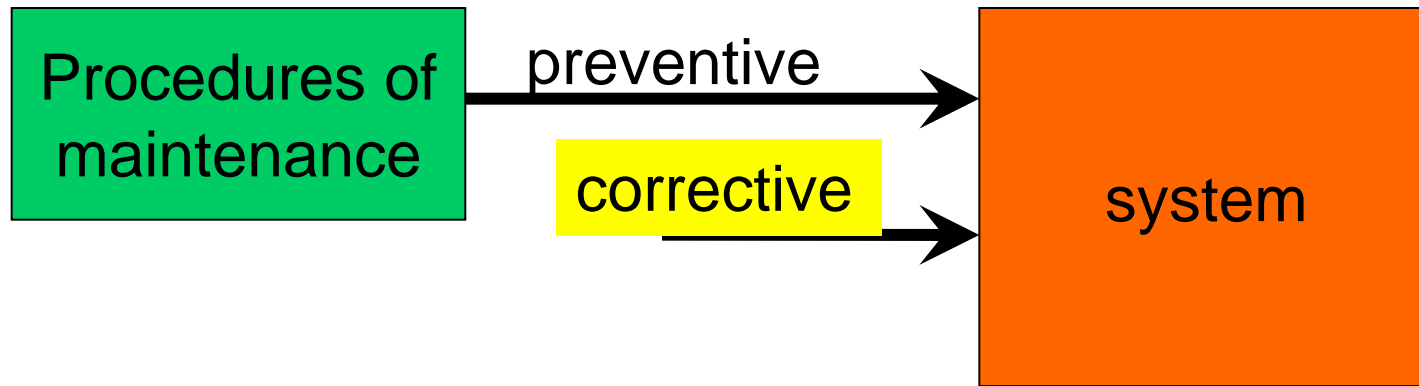 Procedures of
maintenance
preventive
corrective
system